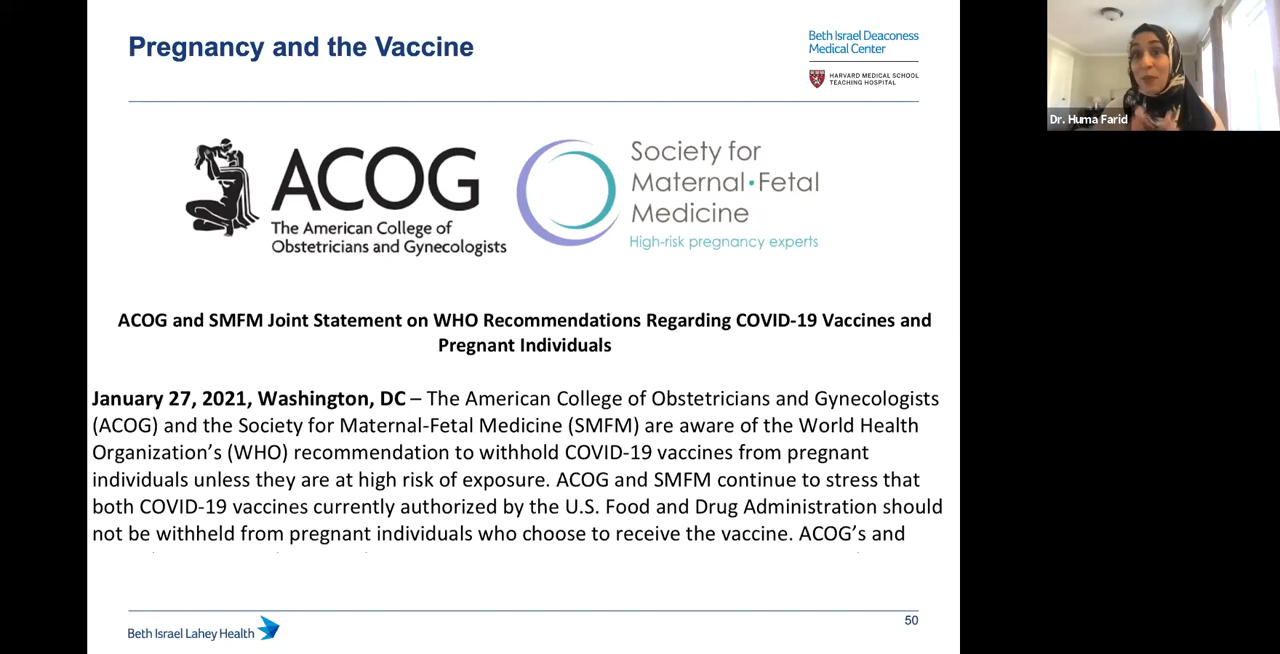 Pregnancy and the Vaccine
Beth Israel Deaconess
Medical Center
HARVARD MEDICAL SCHOOL
TEACHING HOSPITAL
Dr. Huma Farid
ACOG
The American College of
Obstetricians and Gynecologists
Society for
Maternal•Fetal
Medicine
High-risk pregnancy experts
ACOG and SMFM Joint Statement on WHO Recommendations Regarding COVID-19 Vaccines and
Pregnant Individuals
January 27, 2021, Washington, DC – The American College of Obstetricians and Gynecologists
(ACOG) and the Society for Maternal-Fetal Medicine (SMFM) are aware of the World Health
Organization’s (WHO) recommendation to withhold COVID-19 vaccines from pregnant
individuals unless they are at high risk of exposure. ACOG and SMFM continue to stress that
both COVID-19 vaccines currently authorized by the U.S. Food and Drug Administration should
not be withheld from pregnant individuals who choose to receive the vaccine. ACOG’s and
Beth Israel Lahey Health
50